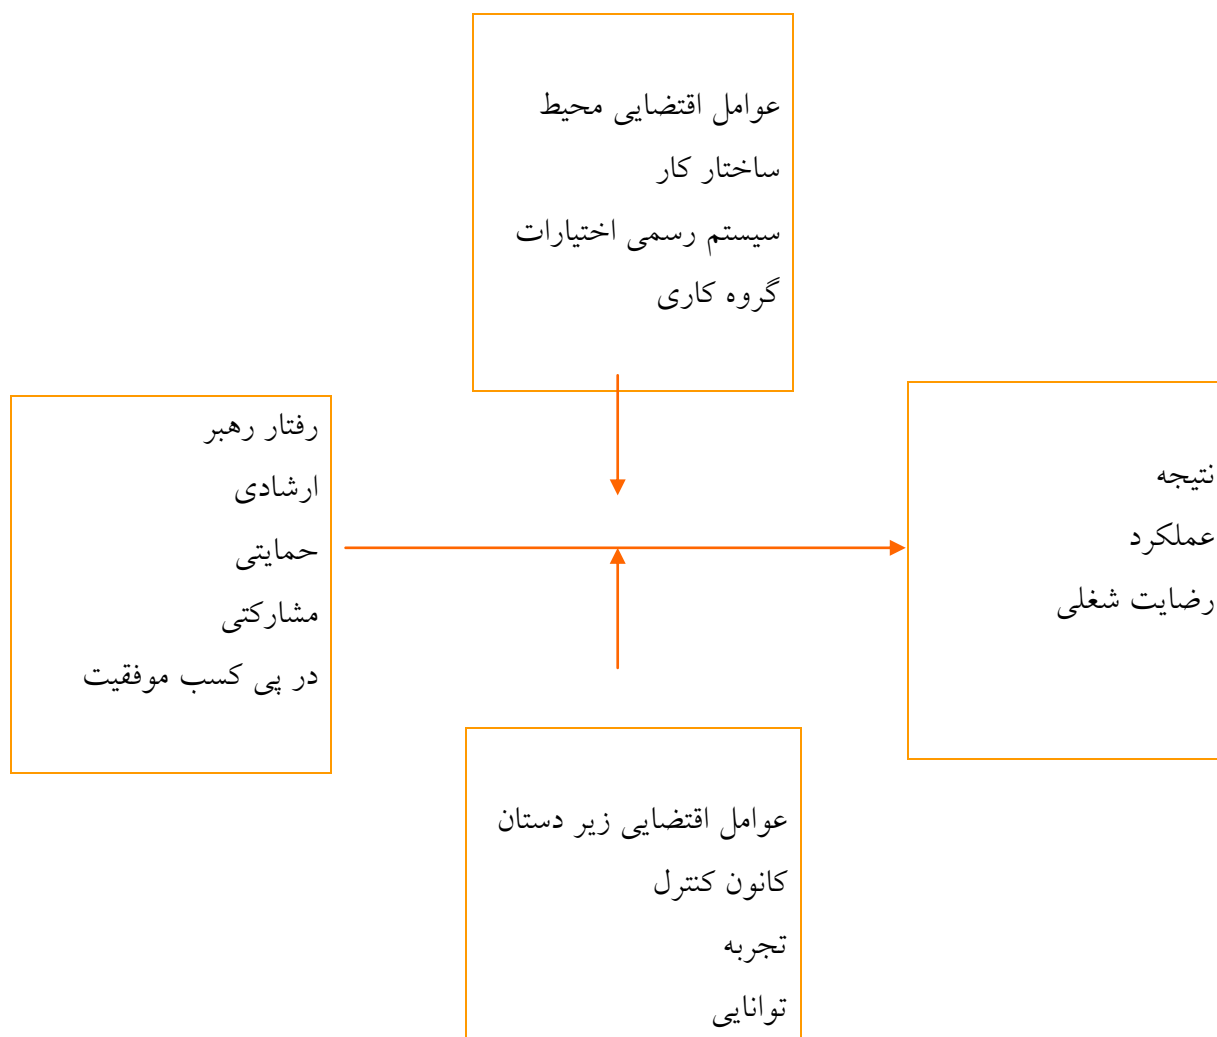 عوامل اقتضایی محیط
ساختار کار
سیستم رسمی اختیارات
گروه کاری
رفتار رهبر
ارشادی
حمایتی
مشارکتی
در پی کسب موفقیت
نتیجه
عملکرد
رضایت شغلی
عوامل اقتضایی زیر دستان
کانون کنترل
تجربه
توانایی